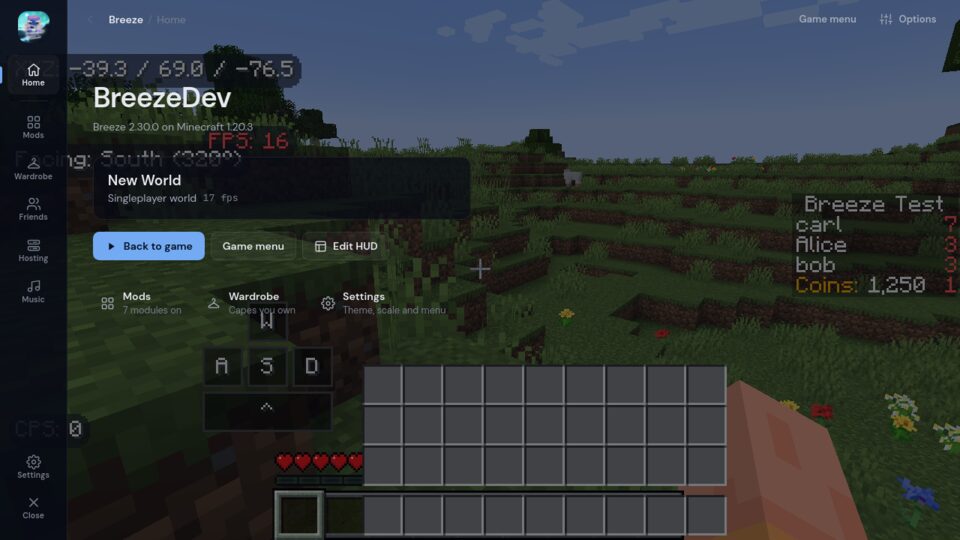 Breeze / Home
Game menu
Options
XYZ: -39.3 / 69.0 / -76.5
Home
BreezeDev
Breeze 2.30.0 on Minecraft 1.20.3
FPS: 16
Mods
Facing: South (320°)
Wardrobe
New World
Singleplayer world 17 fps
Friends
Breeze Test
carl 7
Alice 3
bob 3
Coins: 1,250 1
Back to game
Game menu
Edit HUD
Hosting
Music
Mods
7 modules on
Wardrobe
Capes you own
Settings
Theme, scale and menu
W
A S D
^
CPS: 0
Settings
Close